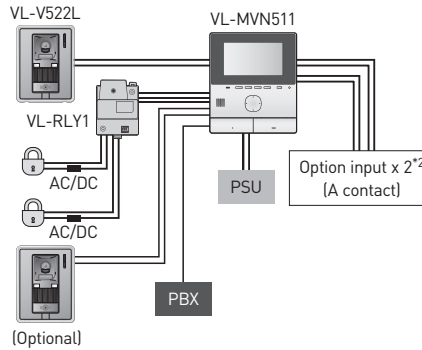 VL-V522L
VL-MVN511
VL-RLY1
AC/DC
AC/DC
PSU
Option input x 2*2
(A contact)
PBX
(Optional)